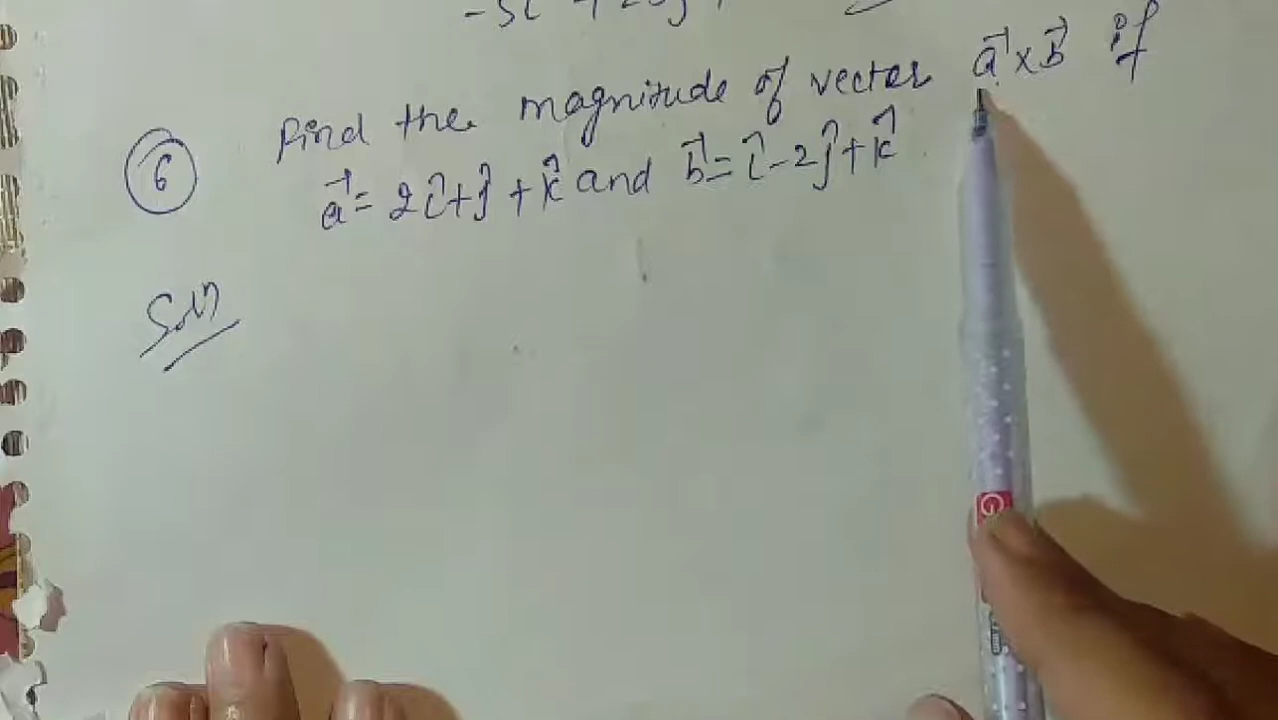 ⑥ Find the magnitude of vector a⃗ × b⃗ if
a⃗ = 2î + ĵ + k̂ and b⃗ = î - 2ĵ + k̂
Soln
G